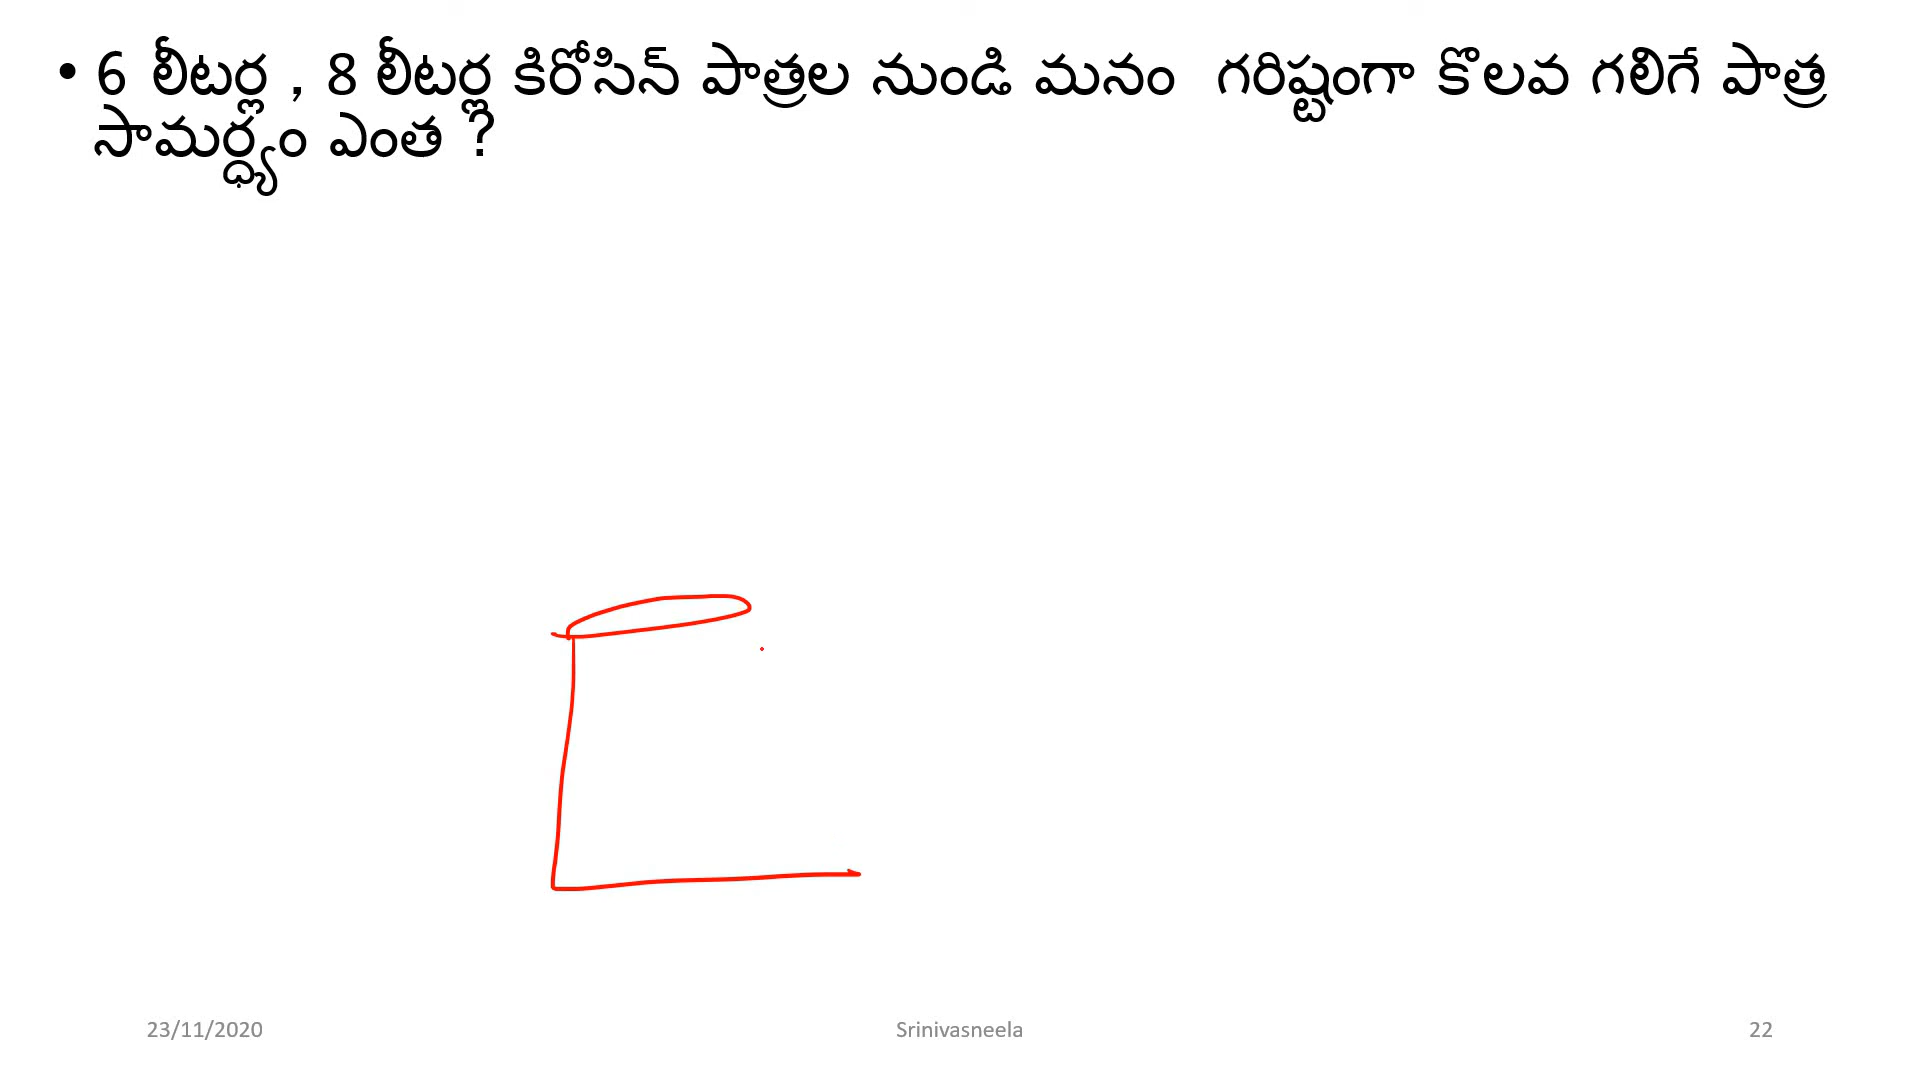 • 6 లీటర్ల , 8 లీటర్ల కిరోసిన్ పాత్రల నుండి మనం గరిష్టంగా కొలవ గలిగే పాత్ర
సామర్ధ్యం ఎంత ?
23/11/2020 Srinivasneela 22